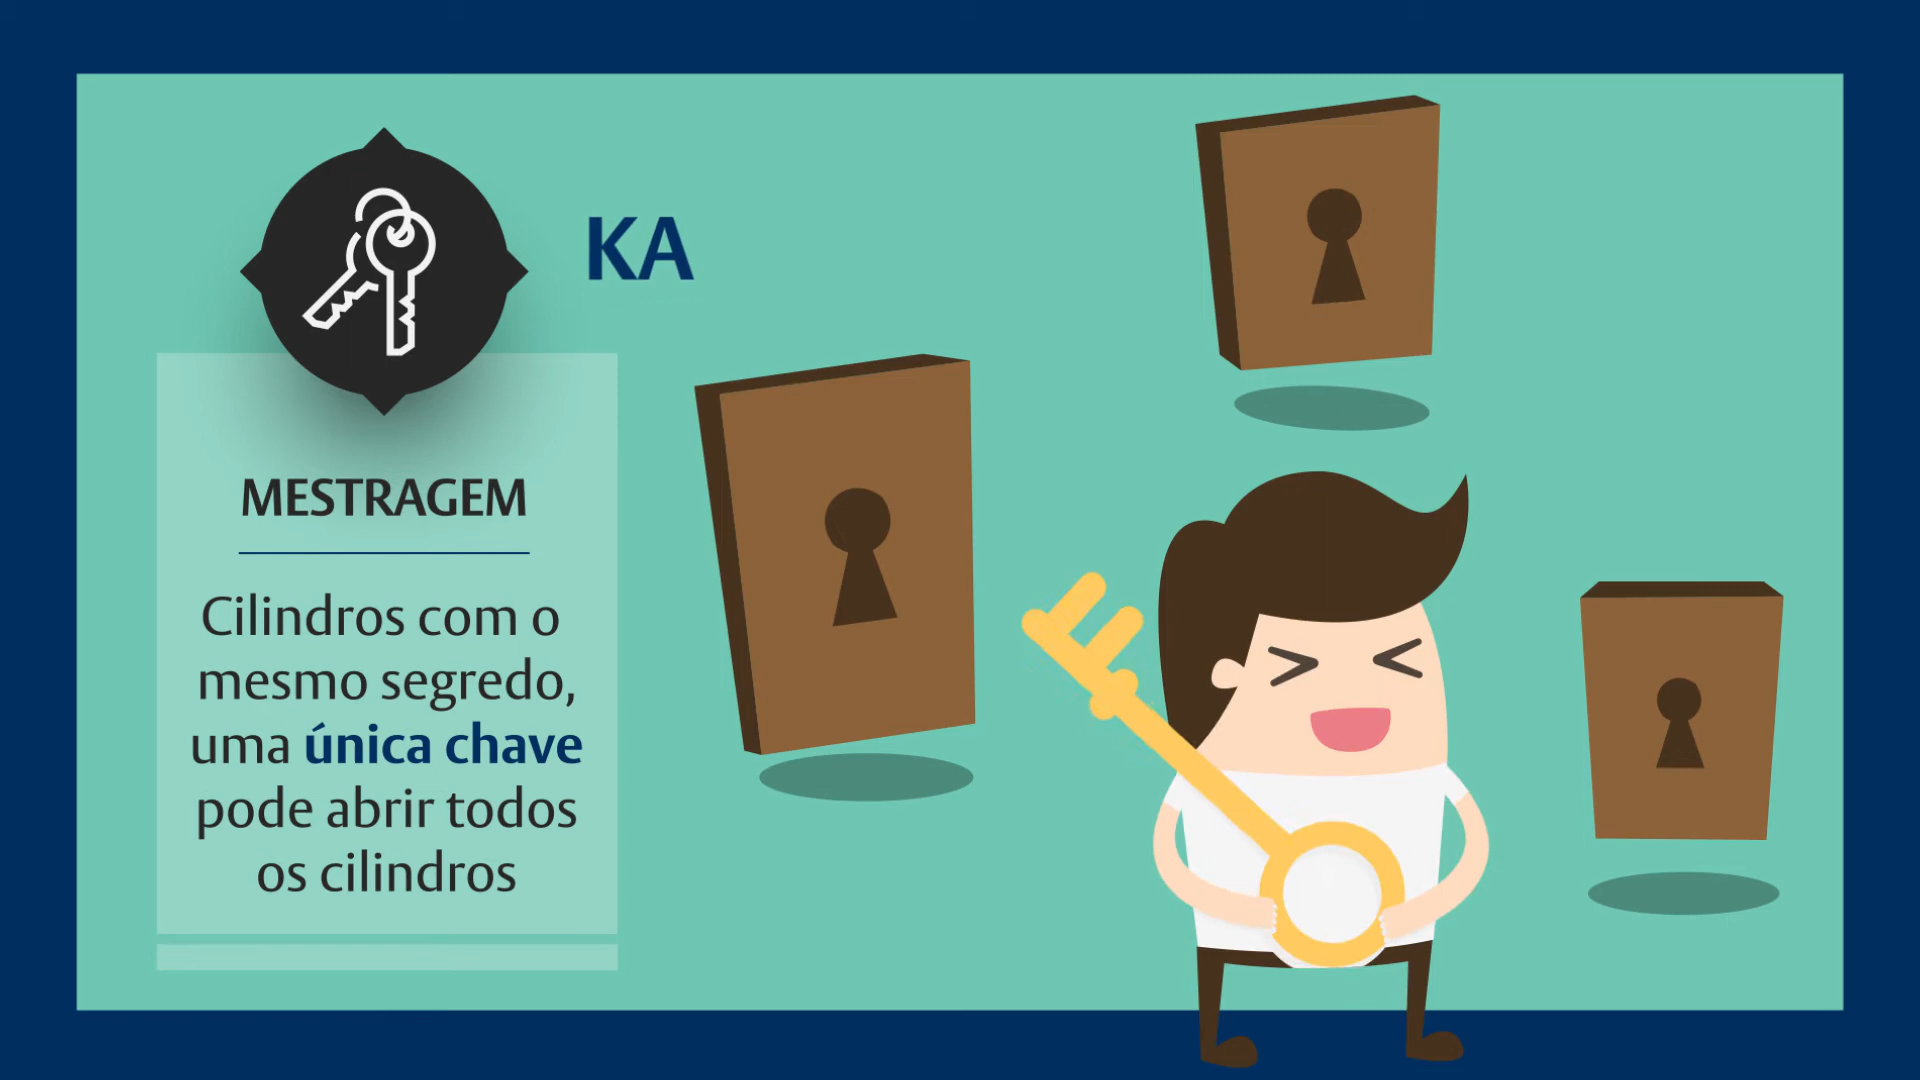 KA
MESTRAGEM
Cilindros com o
mesmo segredo,
uma única chave
pode abrir todos
os cilindros